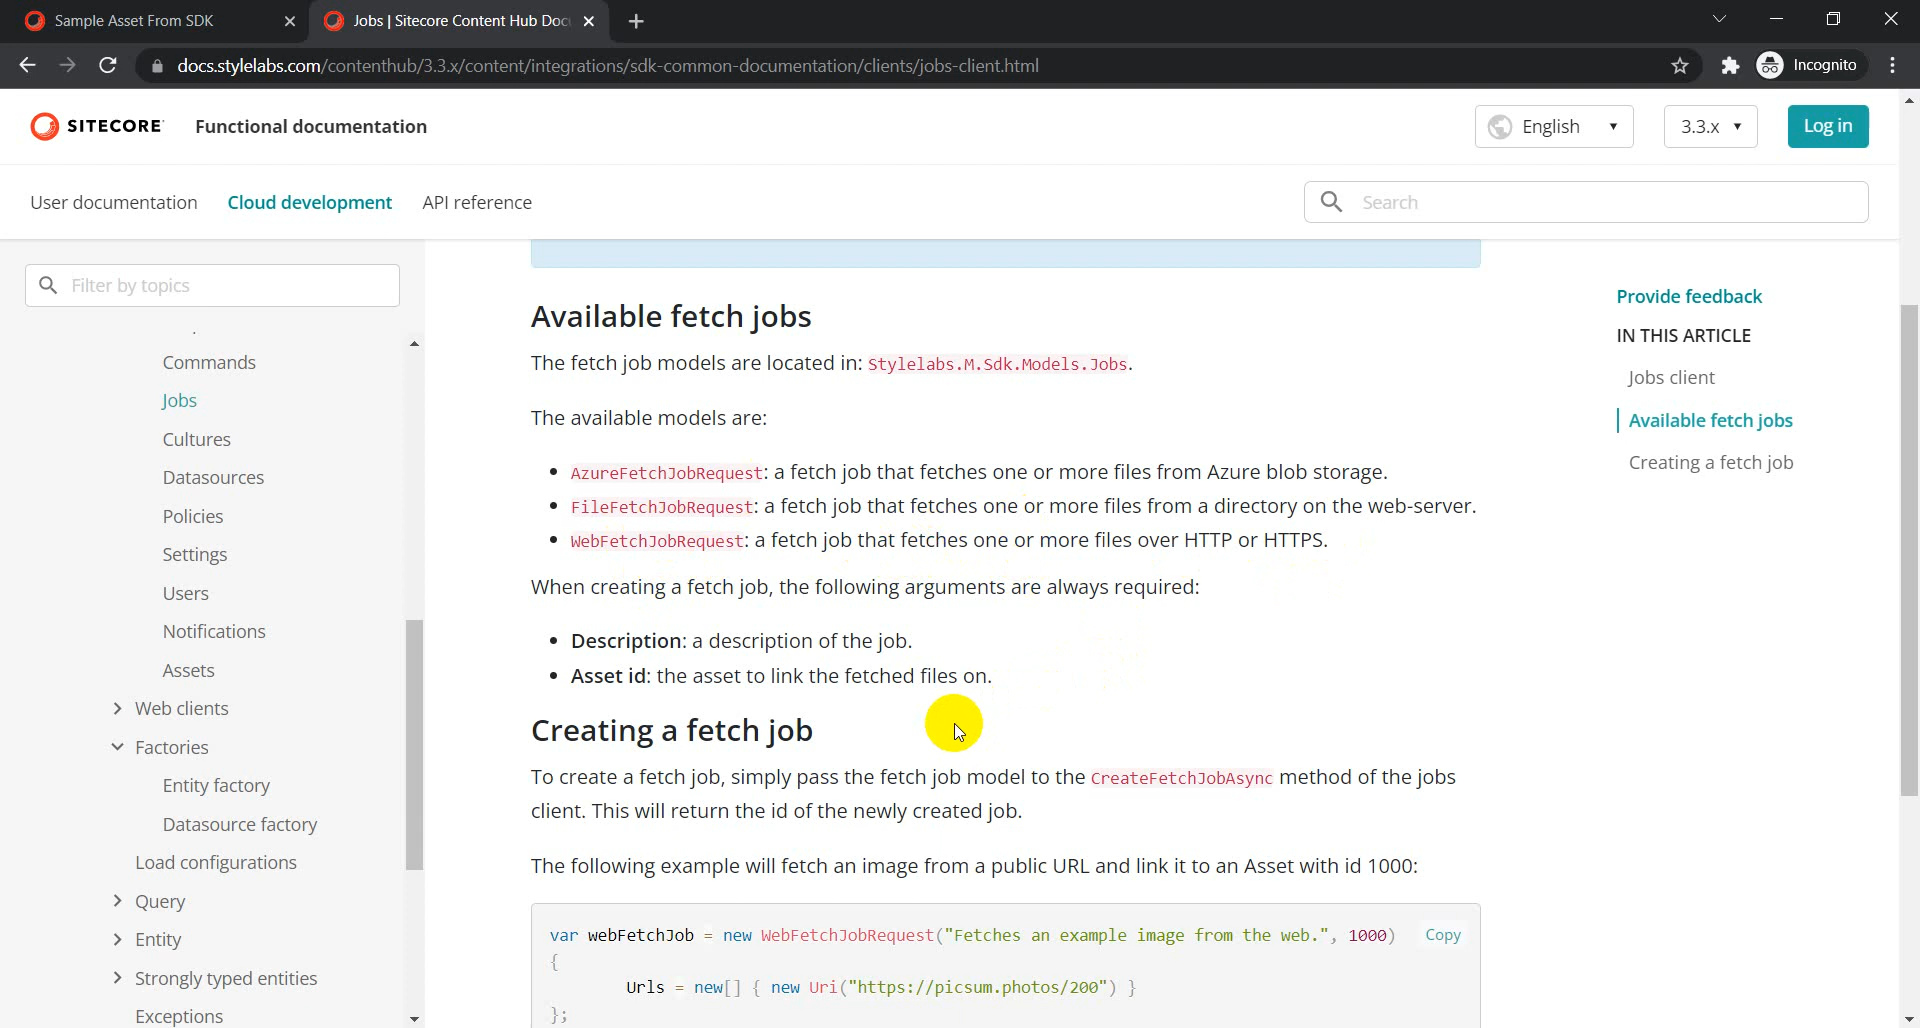 Sample Asset From SDK
Jobs | Sitecore Content Hub Doc
docs.stylelabs.com/contenthub/3.3.x/content/integrations/sdk-common-documentation/clients/jobs-client.html
Incognito
SITECORE
Functional documentation
English
3.3.x
Log in
User documentation
Cloud development
API reference
Search
Filter by topics
Commands
Jobs
Cultures
Datasources
Policies
Settings
Users
Notifications
Assets
Web clients
Factories
Entity factory
Datasource factory
Load configurations
Query
Entity
Strongly typed entities
Exceptions
Available fetch jobs
The fetch job models are located in: Stylelabs.M.Sdk.Models.Jobs.
The available models are:
• AzureFetchJobRequest: a fetch job that fetches one or more files from Azure blob storage.
• FileFetchJobRequest: a fetch job that fetches one or more files from a directory on the web-server.
• WebFetchJobRequest: a fetch job that fetches one or more files over HTTP or HTTPS.
When creating a fetch job, the following arguments are always required:
• Description: a description of the job.
• Asset id: the asset to link the fetched files on.
Creating a fetch job
To create a fetch job, simply pass the fetch job model to the CreateFetchJobAsync method of the jobs
client. This will return the id of the newly created job.
The following example will fetch an image from a public URL and link it to an Asset with id 1000:
var webFetchJob = new WebFetchJobRequest("Fetches an example image from the web.", 1000)
Copy
{
Urls = new[] { new Uri("https://picsum.photos/200") }
};
Provide feedback
IN THIS ARTICLE
Jobs client
Available fetch jobs
Creating a fetch job